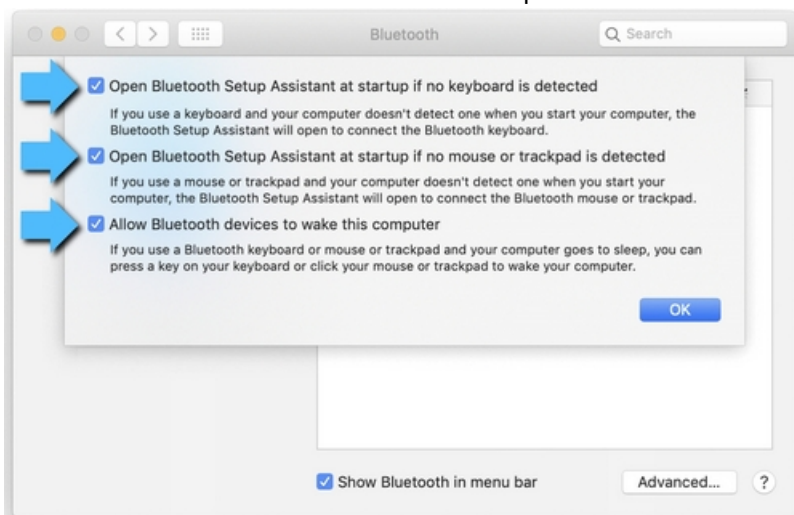 Bluetooth
Search
Open Bluetooth Setup Assistant at startup if no keyboard is detected
If you use a keyboard and your computer doesn't detect one when you start your computer, the
Bluetooth Setup Assistant will open to connect the Bluetooth keyboard.
Open Bluetooth Setup Assistant at startup if no mouse or trackpad is detected
If you use a mouse or trackpad and your computer doesn't detect one when you start your
computer, the Bluetooth Setup Assistant will open to connect the Bluetooth mouse or trackpad.
Allow Bluetooth devices to wake this computer
If you use a Bluetooth keyboard or mouse or trackpad and your computer goes to sleep, you can
press a key on your keyboard or click your mouse or trackpad to wake your computer.
OK
Show Bluetooth in menu bar
Advanced...
?